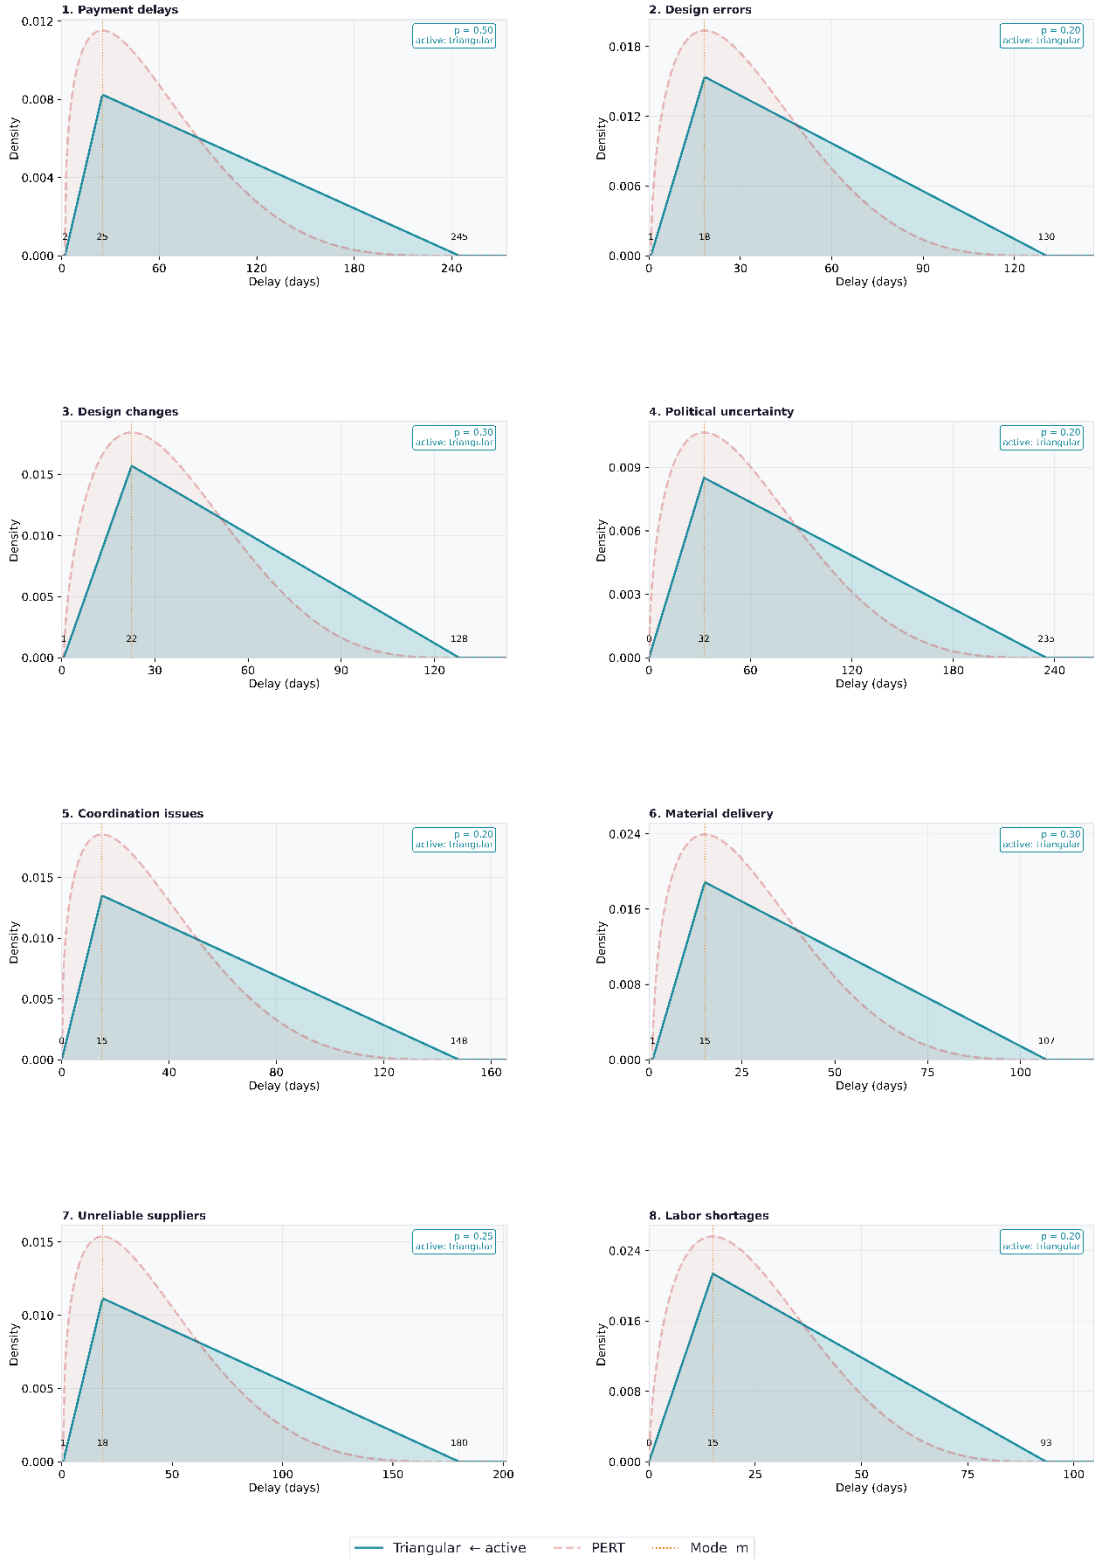 1. Payment delays
0.012
0.008
0.004
0.000
Density
p = 0.50
active: triangular
2
25
245
0
60
120
180
240
Delay (days)
2. Design errors
0.018
0.012
0.006
0.000
Density
p = 0.20
active: triangular
1
18
130
0
30
60
90
120
Delay (days)
3. Design changes
0.015
0.010
0.005
0.000
Density
p = 0.30
active: triangular
1
22
128
0
30
60
90
120
Delay (days)
4. Political uncertainty
0.009
0.006
0.003
0.000
Density
p = 0.20
active: triangular
0
32
235
0
60
120
180
240
Delay (days)
5. Coordination issues
0.015
0.010
0.005
0.000
Density
p = 0.20
active: triangular
0
15
148
0
40
80
120
160
Delay (days)
6. Material delivery
0.024
0.016
0.008
0.000
Density
p = 0.30
active: triangular
1
15
107
0
25
50
75
100
Delay (days)
7. Unreliable suppliers
0.015
0.010
0.005
0.000
Density
p = 0.25
active: triangular
1
18
180
0
50
100
150
200
Delay (days)
8. Labor shortages
0.024
0.016
0.008
0.000
Density
p = 0.20
active: triangular
0
15
93
0
25
50
75
100
Delay (days)
Triangular ← active
PERT
Mode m